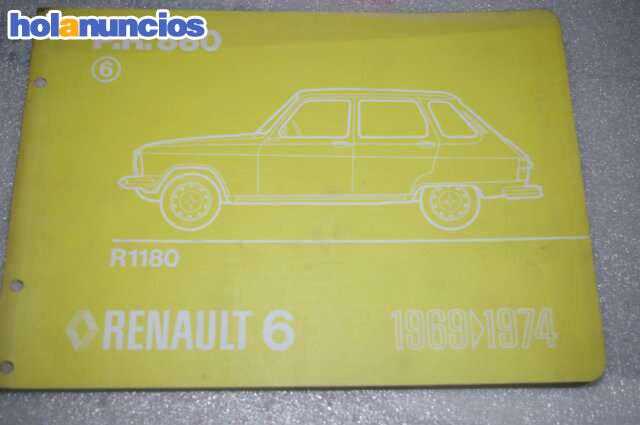 holanuncios
P.R. 880
6
R1180
RENAULT 6
1969 1974